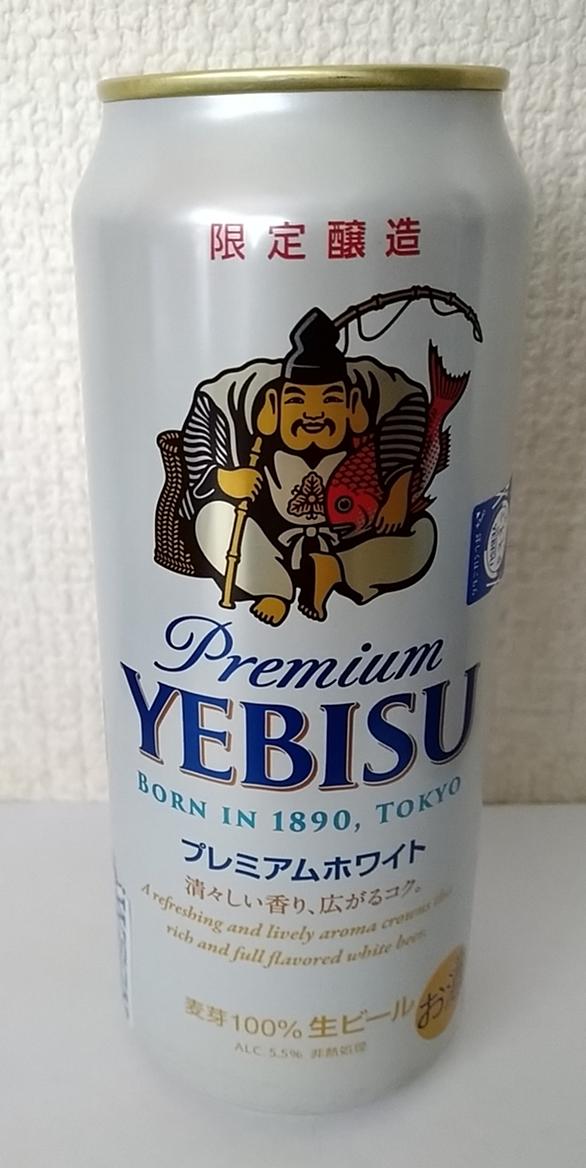 限定醸造
Premium
YEBISU
BORN IN 1890, TOKYO
プレミアムホワイト
清々しい香り、広がるコク。
A refreshing and lively aroma crowns this
rich and full flavored white beer.
麦芽100% 生ビール
お酒
ALC. 5.5% 非熱処理